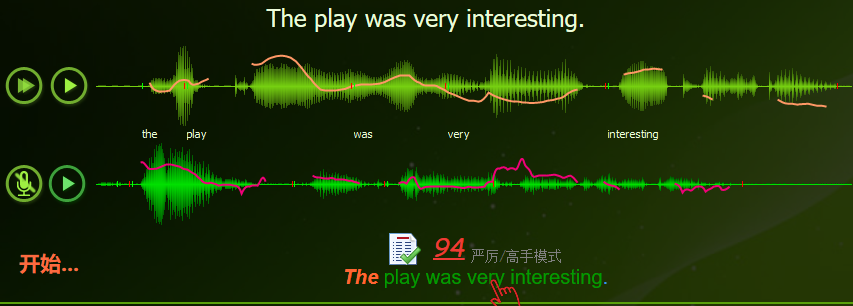 The play was very interesting.
the play was very interesting
94 严厉/高手模式
开始...
The play was very interesting.